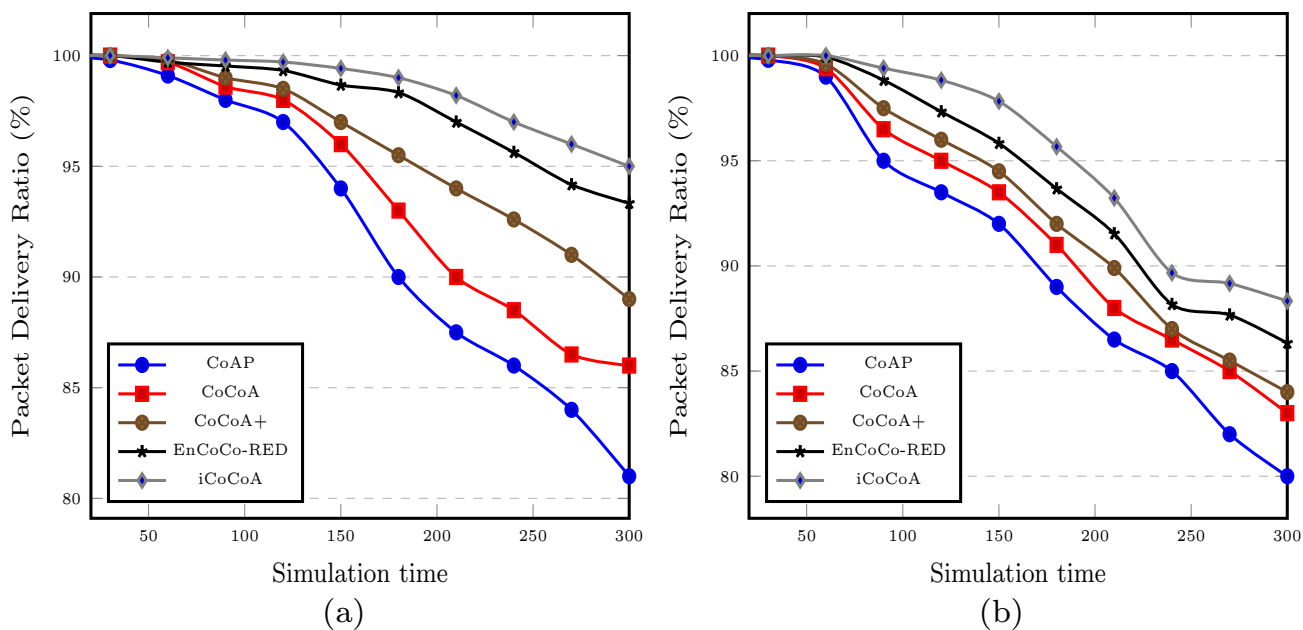 Packet Delivery Ratio (%)
100
95
90
85
80
50
100
150
200
250
300
CoAP
CoCoA
CoCoA+
EnCoCo-RED
iCoCoA
Simulation time
(a)
Packet Delivery Ratio (%)
100
95
90
85
80
50
100
150
200
250
300
CoAP
CoCoA
CoCoA+
EnCoCo-RED
iCoCoA
Simulation time
(b)